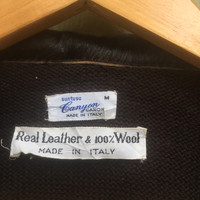 M
Canyon
MADE IN ITALY
Real Leather & 100% Wool
MADE IN ITALY